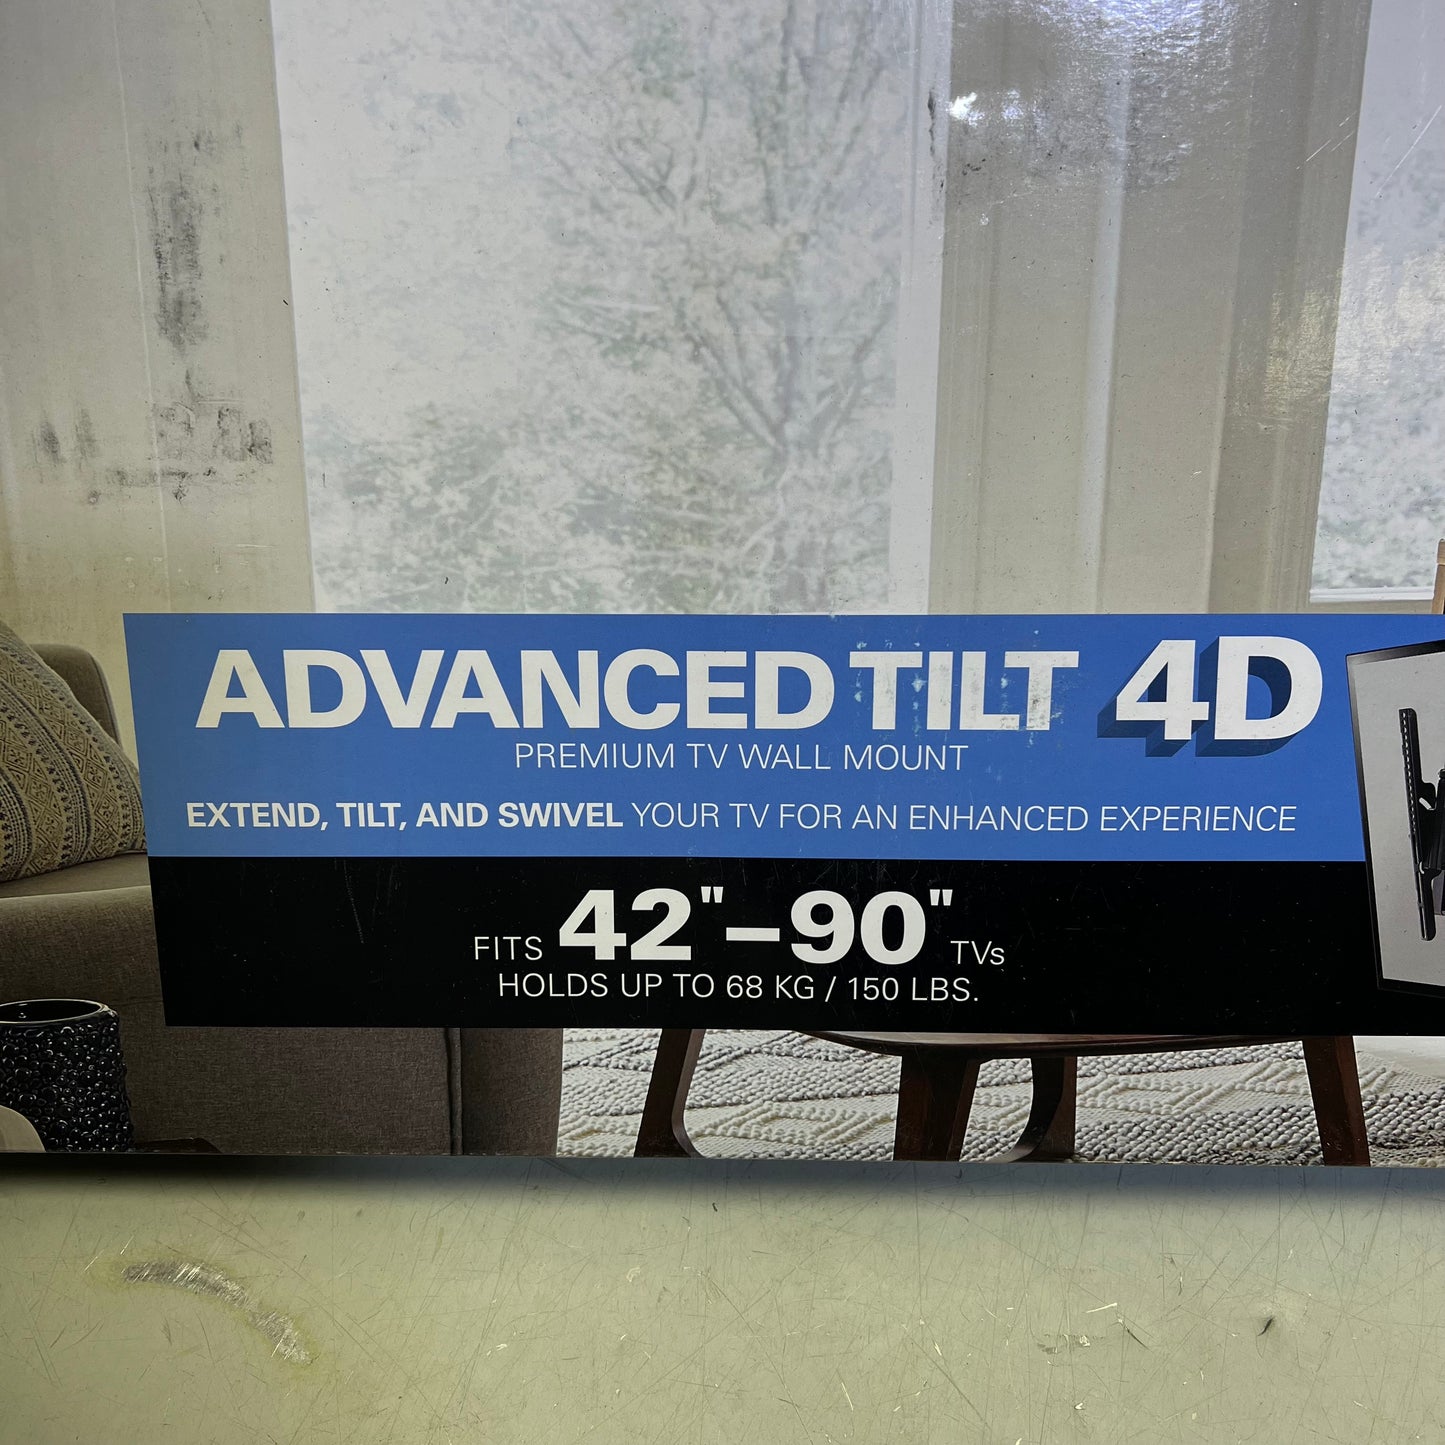 ADVANCED TILT 4D
PREMIUM TV WALL MOUNT
EXTEND, TILT, AND SWIVEL YOUR TV FOR AN ENHANCED EXPERIENCE
FITS 42"–90" TVs
HOLDS UP TO 68 KG / 150 LBS.